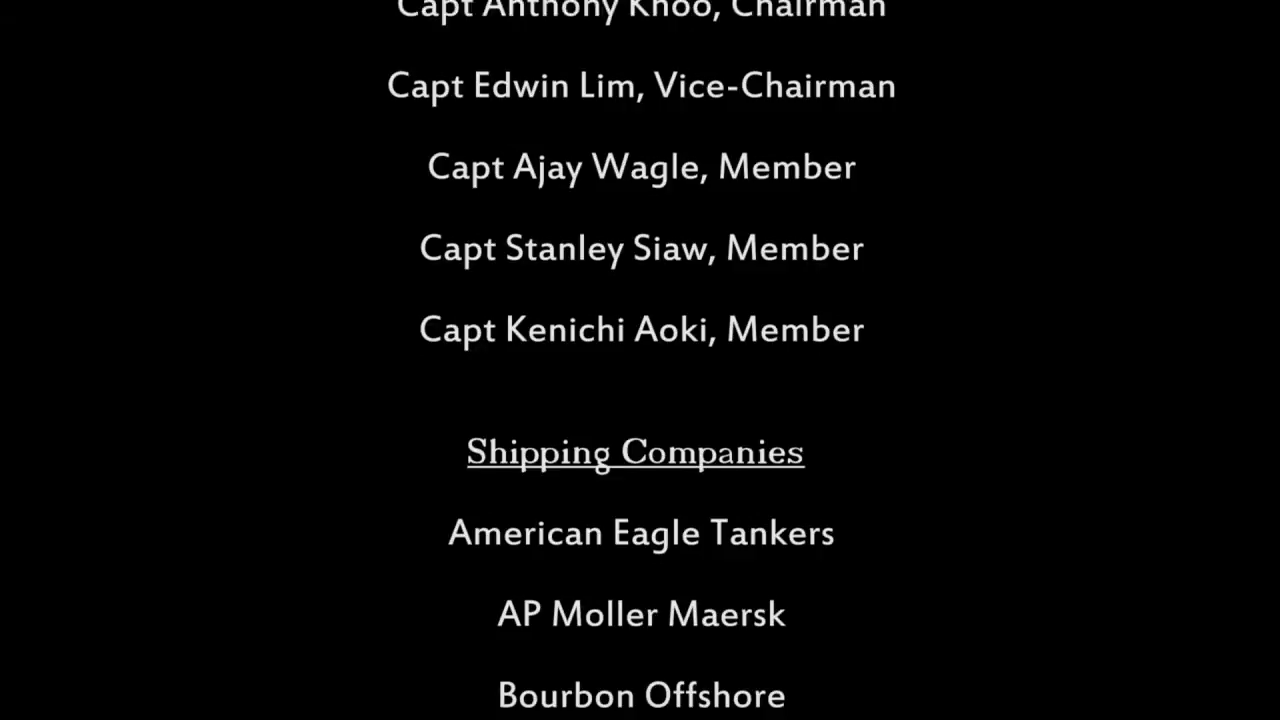 Capt Anthony Khoo, Chairman
Capt Edwin Lim, Vice-Chairman
Capt Ajay Wagle, Member
Capt Stanley Siaw, Member
Capt Kenichi Aoki, Member
Shipping Companies
American Eagle Tankers
AP Moller Maersk
Bourbon Offshore